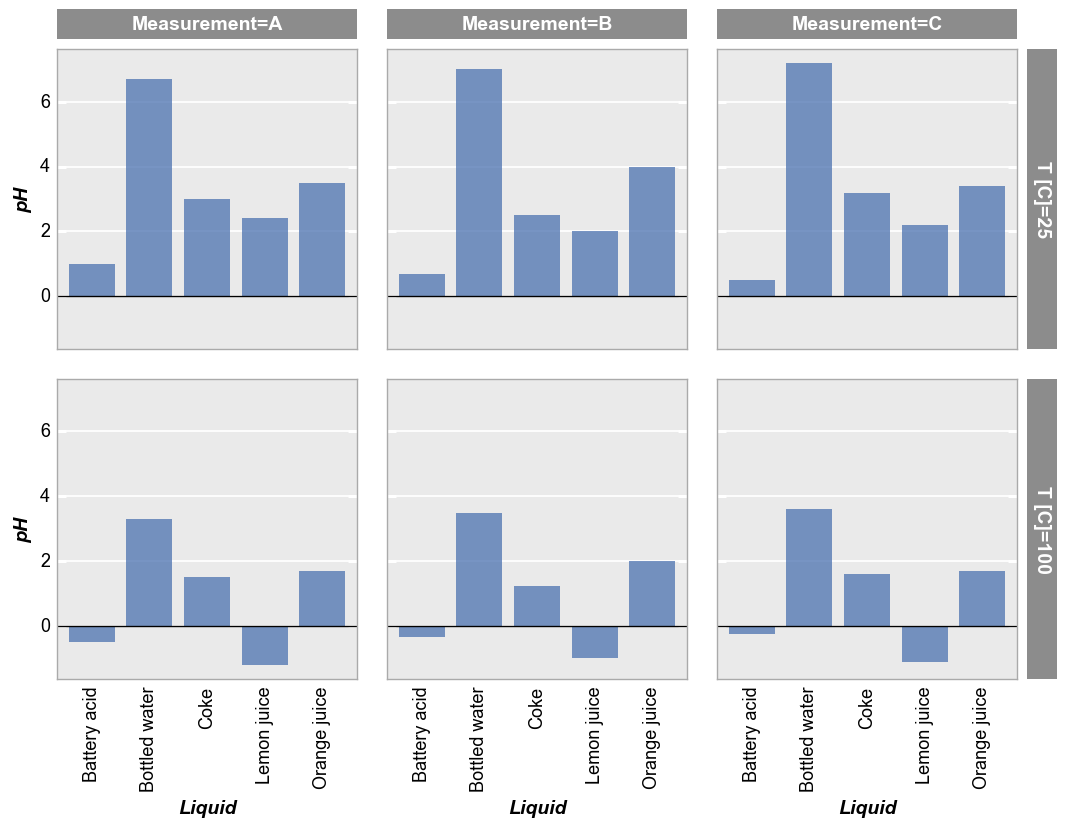 Measurement=A Measurement=B Measurement=C
6
4
2
0
pH
T [C]=25
6
4
2
0
pH
T [C]=100
Battery acid Bottled water Coke Lemon juice Orange juice Battery acid Bottled water Coke Lemon juice Orange juice Battery acid Bottled water Coke Lemon juice Orange juice
Liquid Liquid Liquid